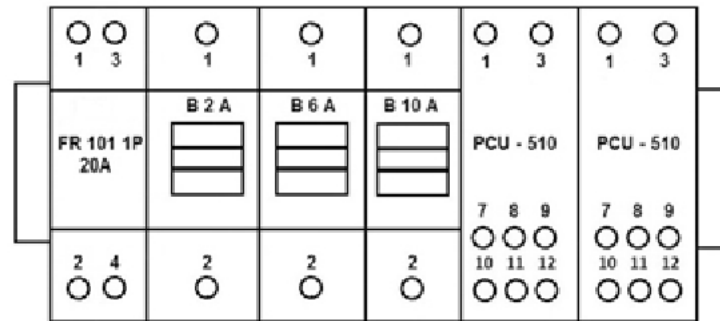 1 3 1 1 1 1 3 1 3
B 2 A B 6 A B 10 A
FR 101 1P
20A
PCU - 510 PCU - 510
7 8 9 7 8 9
2 4 2 2 2 10 11 12 10 11 12